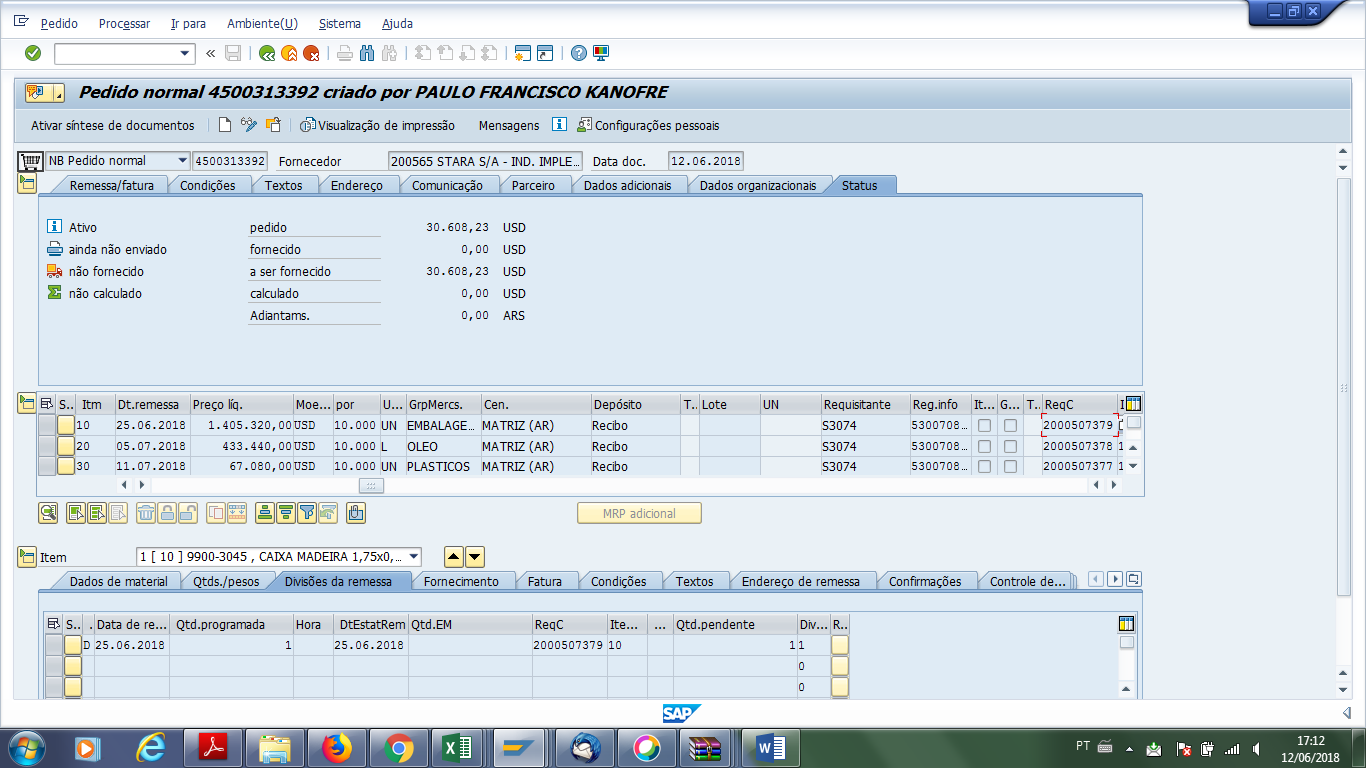 Pedido Processar Ir para Ambiente(U) Sistema Ajuda
Pedido normal 4500313392 criado por PAULO FRANCISCO KANOFRE
Ativar síntese de documentos Visualização de impressão Mensagens Configurações pessoais
NB Pedido normal 4500313392 Fornecedor 200565 STARA S/A - IND. IMPLE... Data doc. 12.06.2018
Remessa/fatura Condições Textos Endereço Comunicação Parceiro Dados adicionais Dados organizacionais Status
Ativo pedido 30.608,23 USD
ainda não enviado fornecido 0,00 USD
não fornecido a ser fornecido 30.608,23 USD
não calculado calculado 0,00 USD
Adiantams. 0,00 ARS
S.. Itm Dt.remessa Preço líq. Moe... por U... GrpMercs. Cen. Depósito T.. Lote UN Requisitante Reg.info It... G... T.. ReqC
10 25.06.2018 1.405.320,00 USD 10.000 UN EMBALAGE... MATRIZ (AR) Recibo S3074 5300708... 2000507379
20 05.07.2018 433.440,00 USD 10.000 L OLEO MATRIZ (AR) Recibo S3074 5300708... 2000507378 1
30 11.07.2018 67.080,00 USD 10.000 UN PLASTICOS MATRIZ (AR) Recibo S3074 5300708... 2000507377 1
MRP adicional
Item 1 [ 10 ] 9900-3045 , CAIXA MADEIRA 1,75x0,...
Dados de material Qtds./pesos Divisões da remessa Fornecimento Fatura Condições Textos Endereço de remessa Confirmações Controle de...
S.. . Data de re... Qtd.programada Hora DtEstatRem Qtd.EM ReqC Ite... ... Qtd.pendente Div... R..
D 25.06.2018 1 25.06.2018 2000507379 10 1 1
0
0
SAP
PT 17:12
12/06/2018